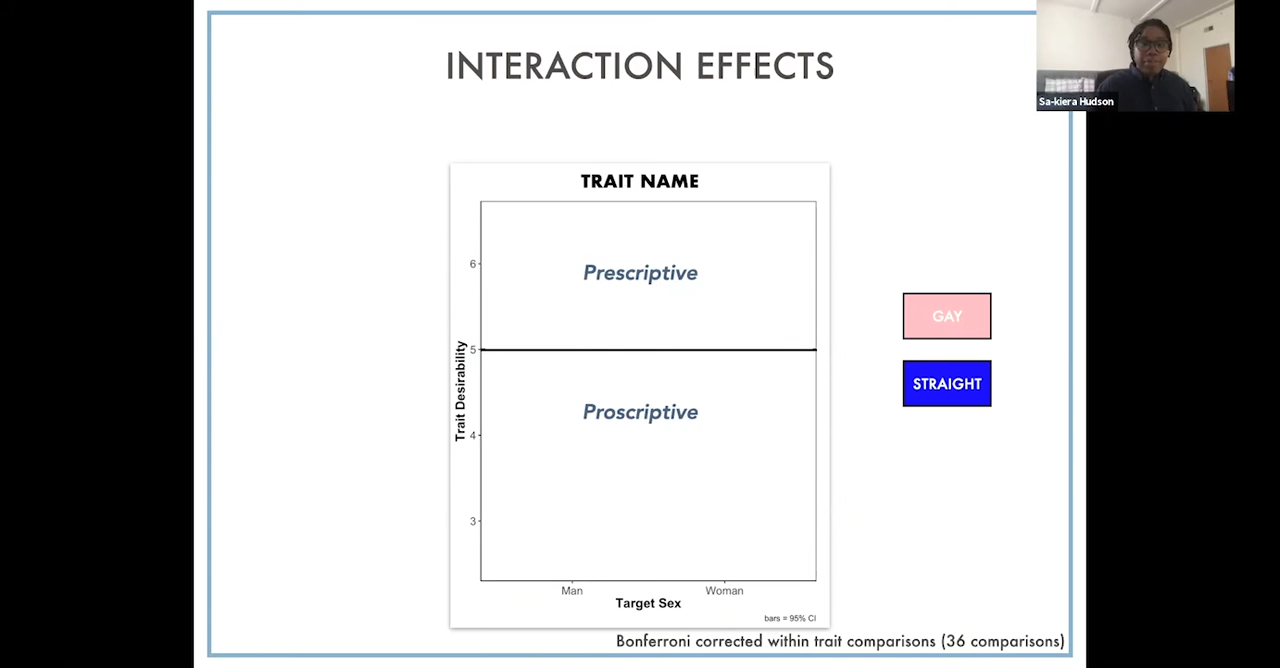 INTERACTION EFFECTS
Sa-kiera Hudson
TRAIT NAME
Prescriptive
6
GAY
5
Trait Desirability
STRAIGHT
Proscriptive
4
3
Man Woman
Target Sex
bars = 95% CI
Bonferroni corrected within trait comparisons (36 comparisons)